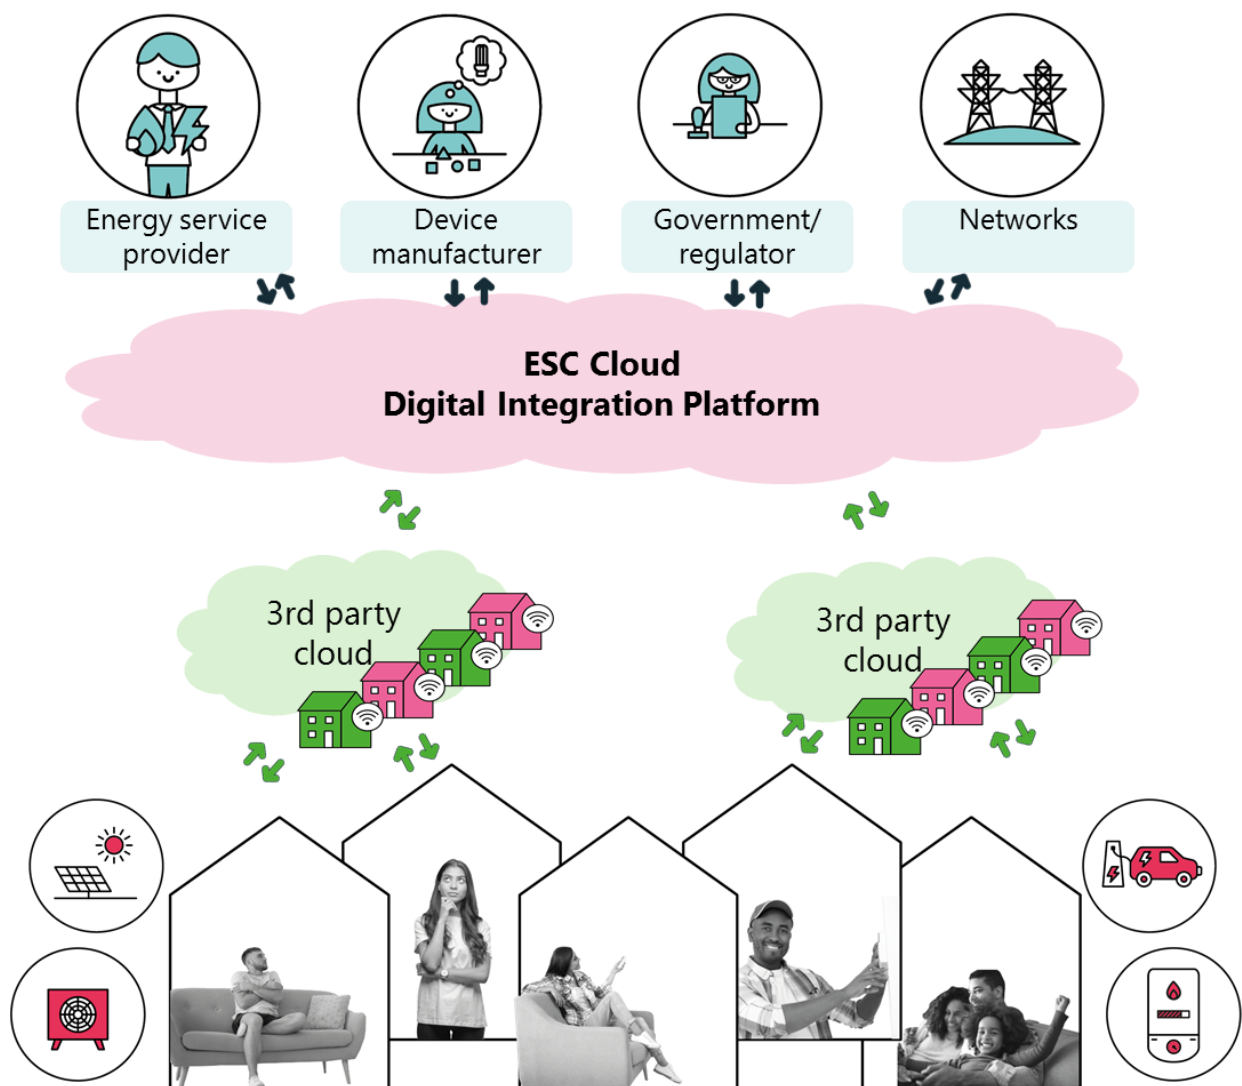 Energy service
provider
Device
manufacturer
Government/
regulator
Networks
ESC Cloud
Digital Integration Platform
3rd party
cloud
3rd party
cloud